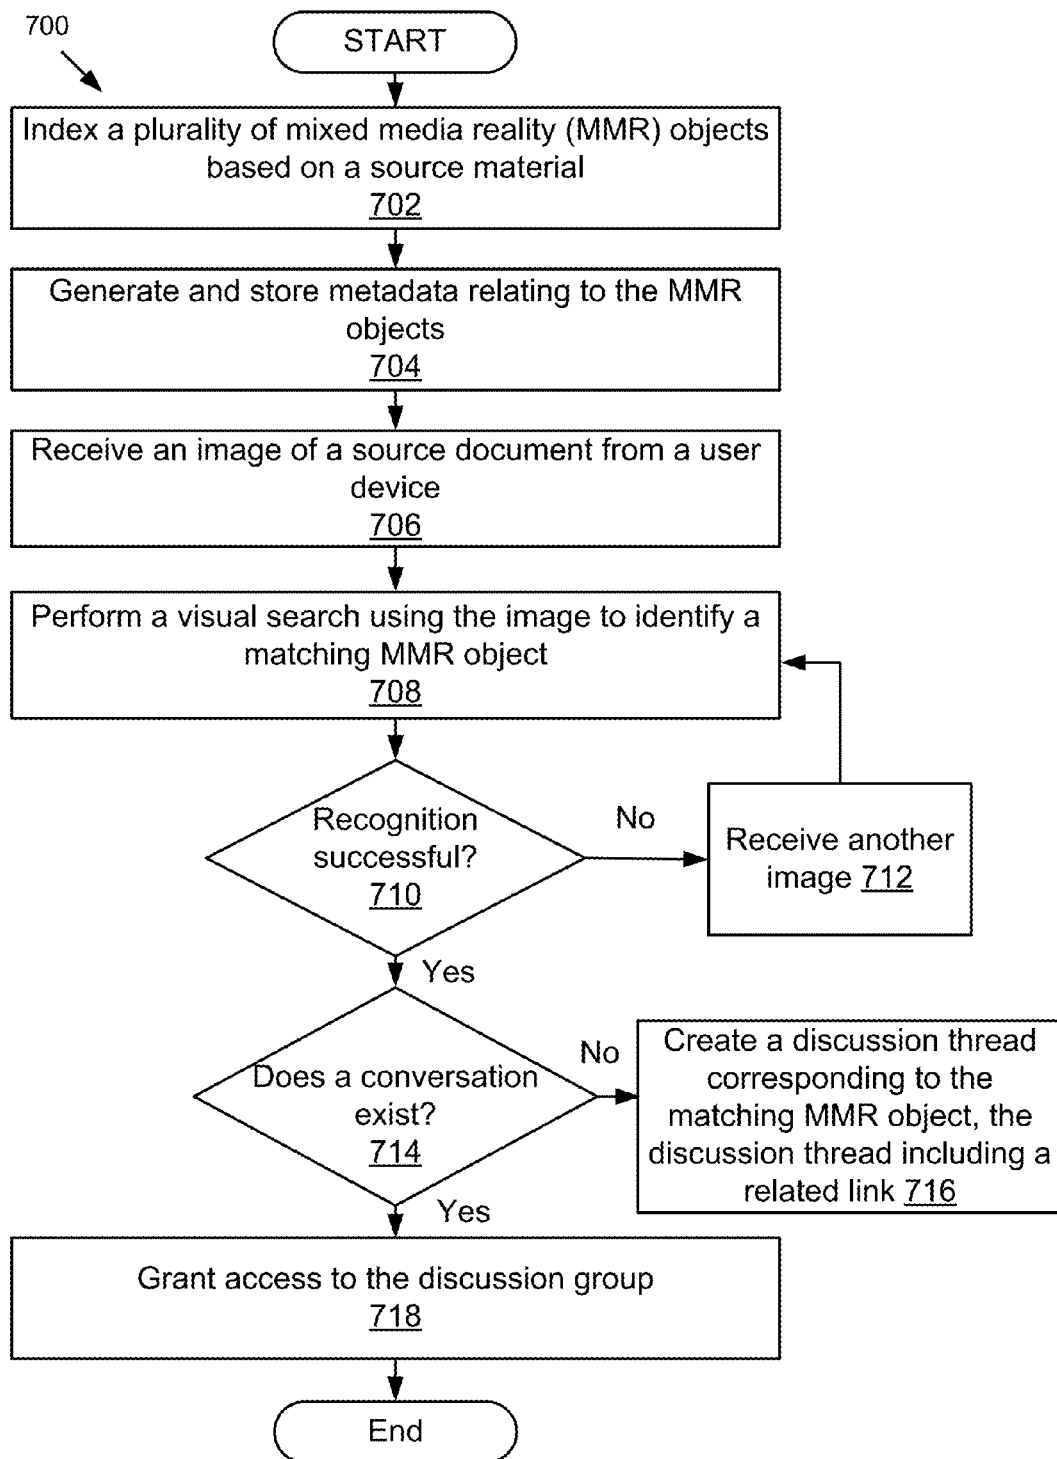 700
START
Index a plurality of mixed media reality (MMR) objects
based on a source material
702
Generate and store metadata relating to the MMR
objects
704
Receive an image of a source document from a user
device
706
Perform a visual search using the image to identify a
matching MMR object
708
Recognition
successful?
710
No
Receive another
image 712
Yes
Does a conversation
exist?
714
No
Create a discussion thread
corresponding to the
matching MMR object, the
discussion thread including a
related link 716
Yes
Grant access to the discussion group
718
End